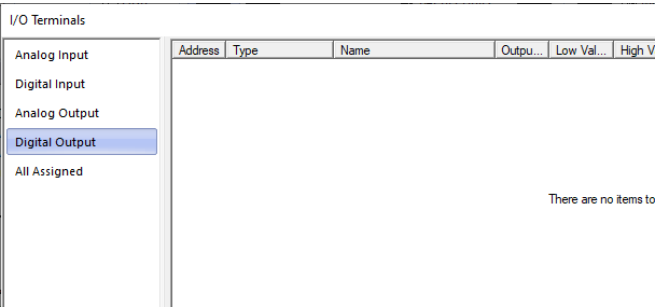 I/O Terminals
Analog Input
Digital Input
Analog Output
Digital Output
All Assigned
Address Type Name Outpu... Low Val... High V
There are no items to